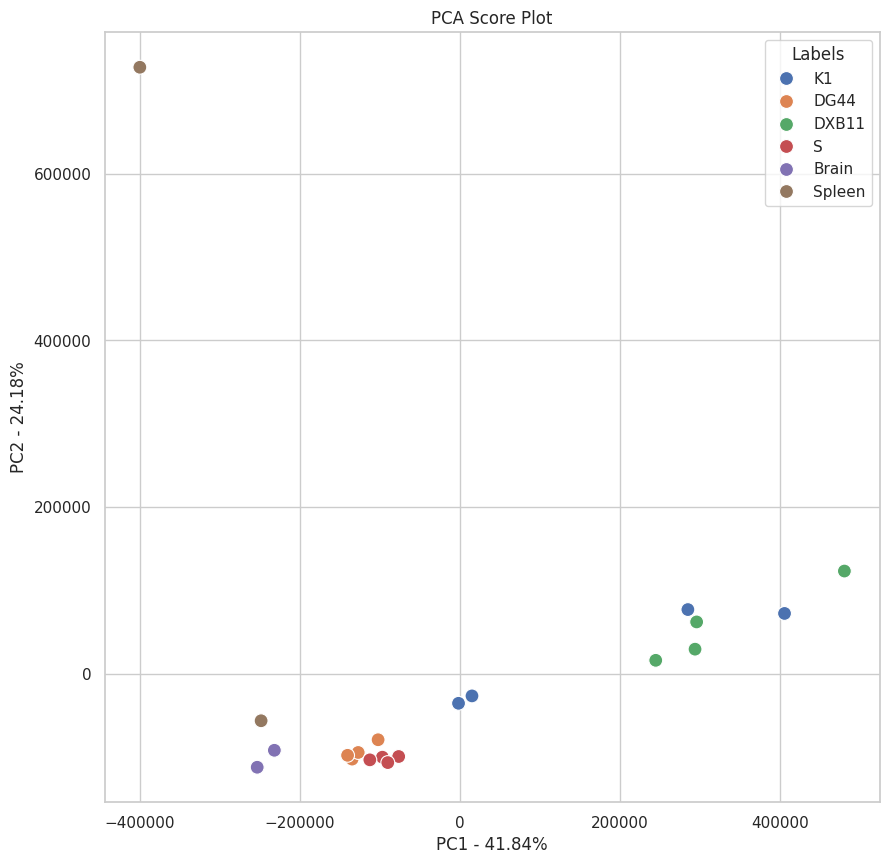 PCA Score Plot
Labels
K1
DG44
DXB11
S
Brain
Spleen
600000
400000
200000
0
PC2 - 24.18%
−400000
−200000
0
200000
400000
PC1 - 41.84%